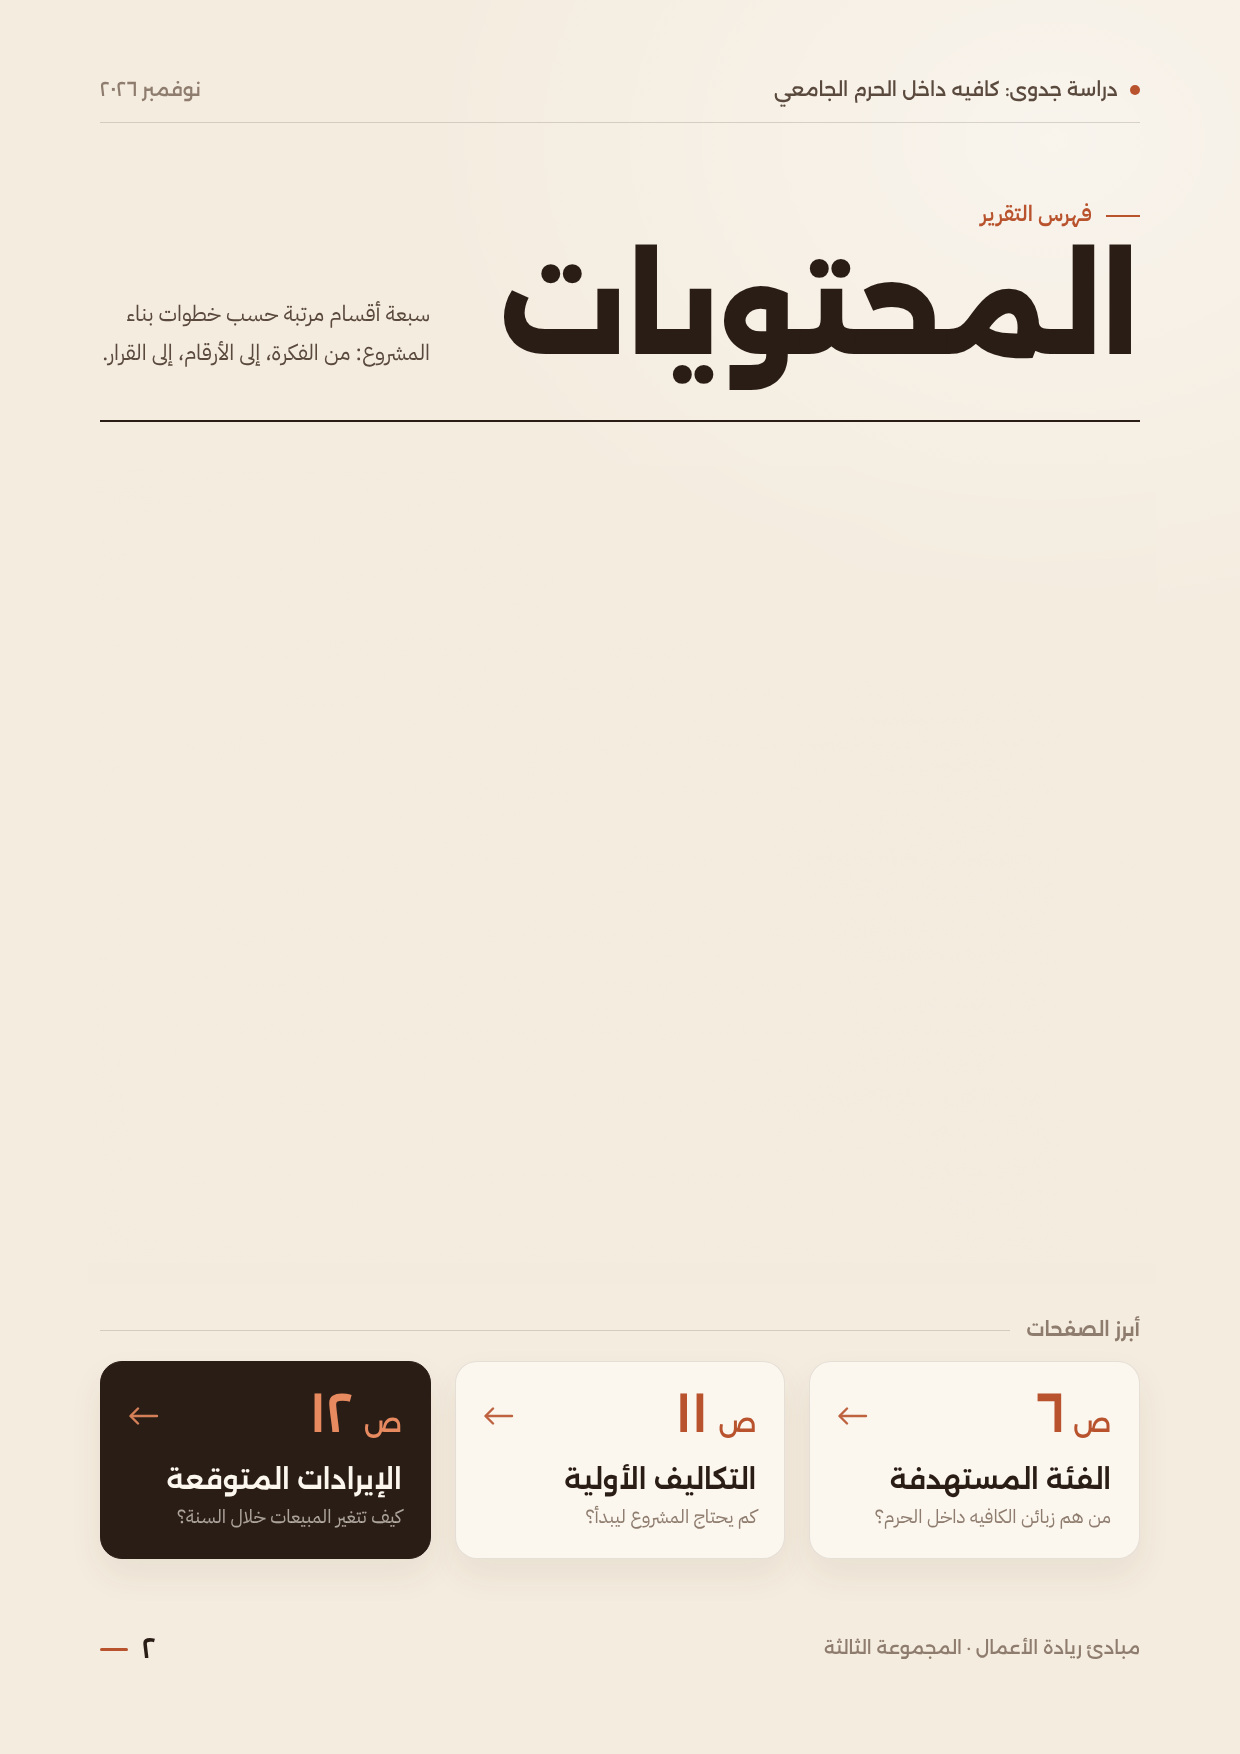 دراسة جدوى: كافيه داخل الحرم الجامعي
نوفمبر ٢٠٢٦
فهرس التقرير
المحتويات
سبعة أقسام مرتبة حسب خطوات بناء
المشروع: من الفكرة، إلى الأرقام، إلى القرار.
أبرز الصفحات
ص ٦
الفئة المستهدفة
من هم زبائن الكافيه داخل الحرم؟
ص ١١
التكاليف الأولية
كم يحتاج المشروع ليبدأ؟
ص ١٢
الإيرادات المتوقعة
كيف تتغير المبيعات خلال السنة؟
مبادئ ريادة الأعمال · المجموعة الثالثة
٢